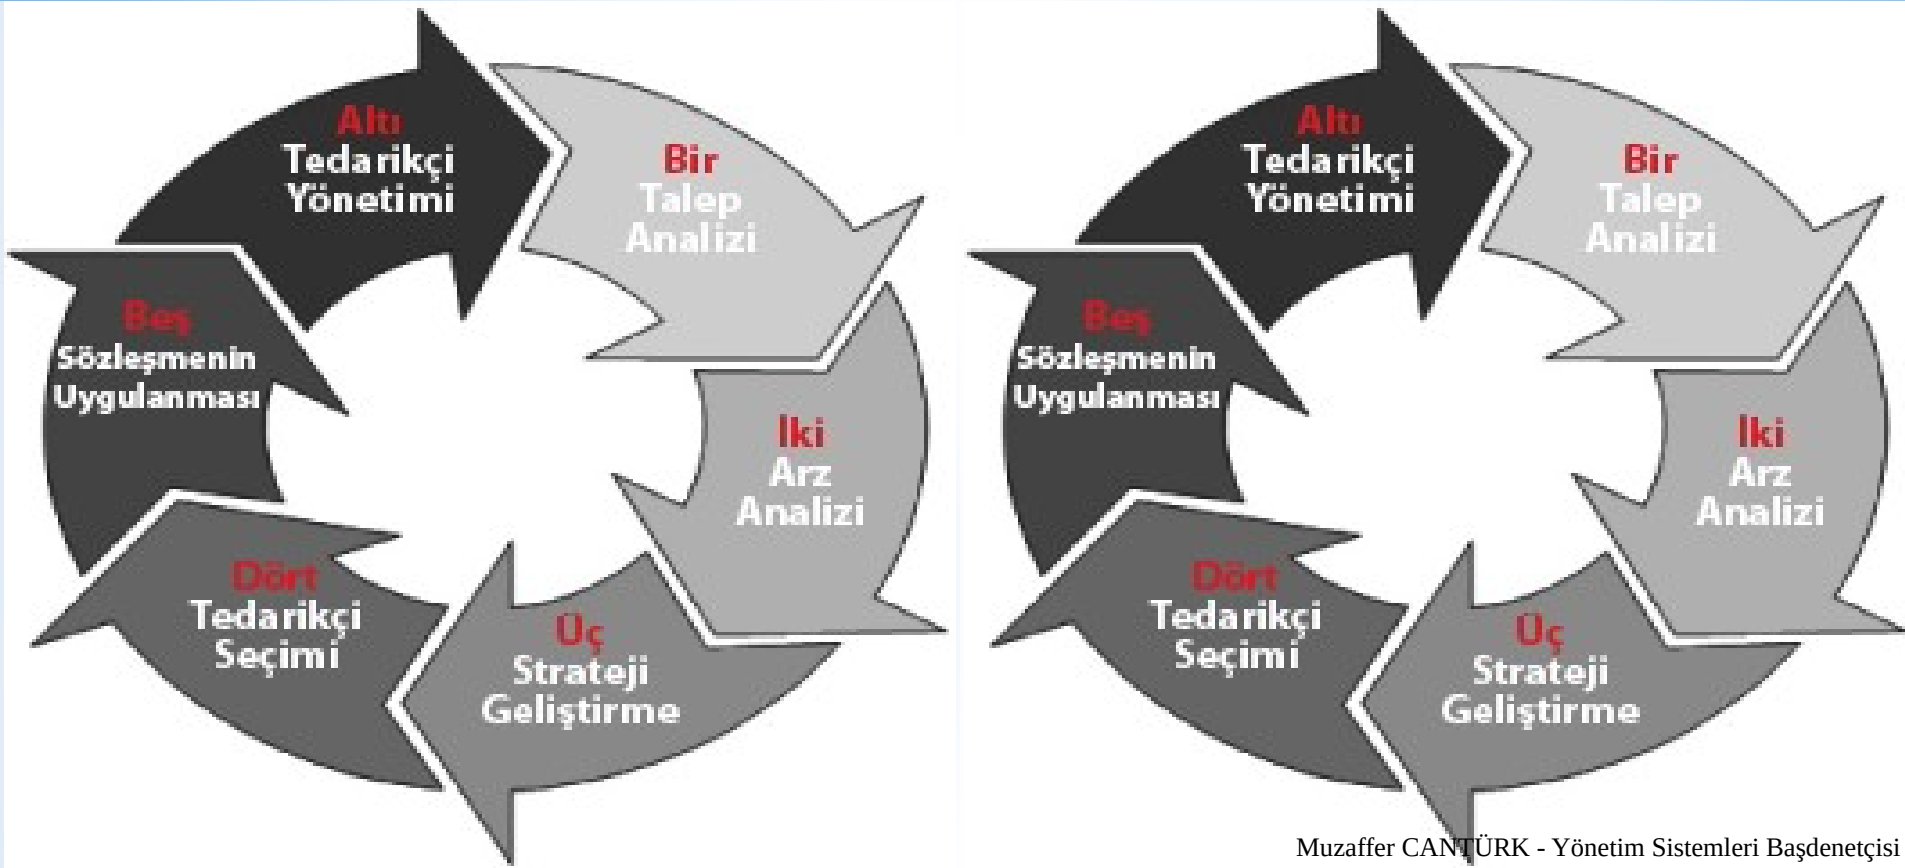 Altı
Tedarikçi
Yönetimi
Bir
Talep
Analizi
İki
Arz
Analizi
Üç
Strateji
Geliştirme
Dört
Tedarikçi
Seçimi
Beş
Sözleşmenin
Uygulanması
Altı
Tedarikçi
Yönetimi
Bir
Talep
Analizi
İki
Arz
Analizi
Üç
Strateji
Geliştirme
Dört
Tedarikçi
Seçimi
Beş
Sözleşmenin
Uygulanması
Muzaffer CANTÜRK - Yönetim Sistemleri Başdenetçisi